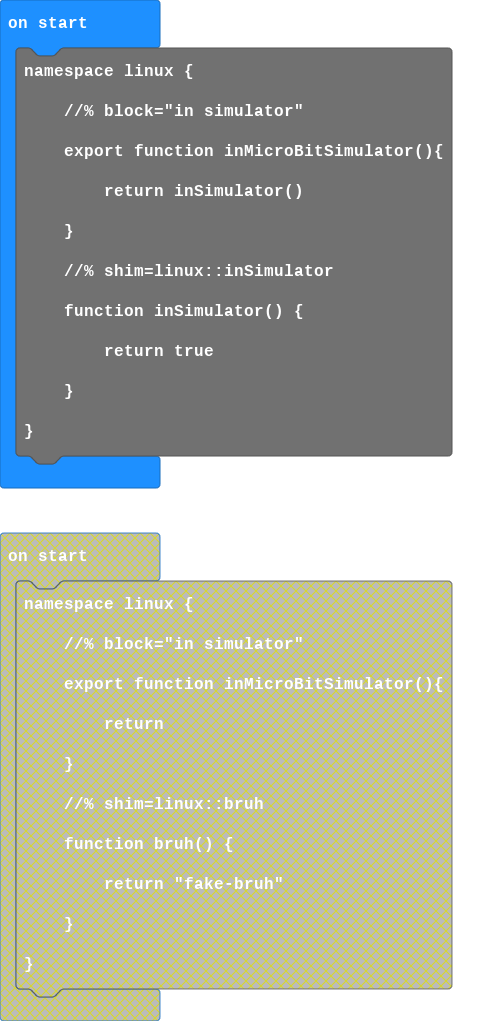 on start
namespace linux {
    //% block="in simulator"
    export function inMicroBitSimulator(){
        return inSimulator()
    }
    //% shim=linux::inSimulator
    function inSimulator() {
        return true
    }
}
on start
namespace linux {
    //% block="in simulator"
    export function inMicroBitSimulator(){
        return
    }
    //% shim=linux::bruh
    function bruh() {
        return "fake-bruh"
    }
}